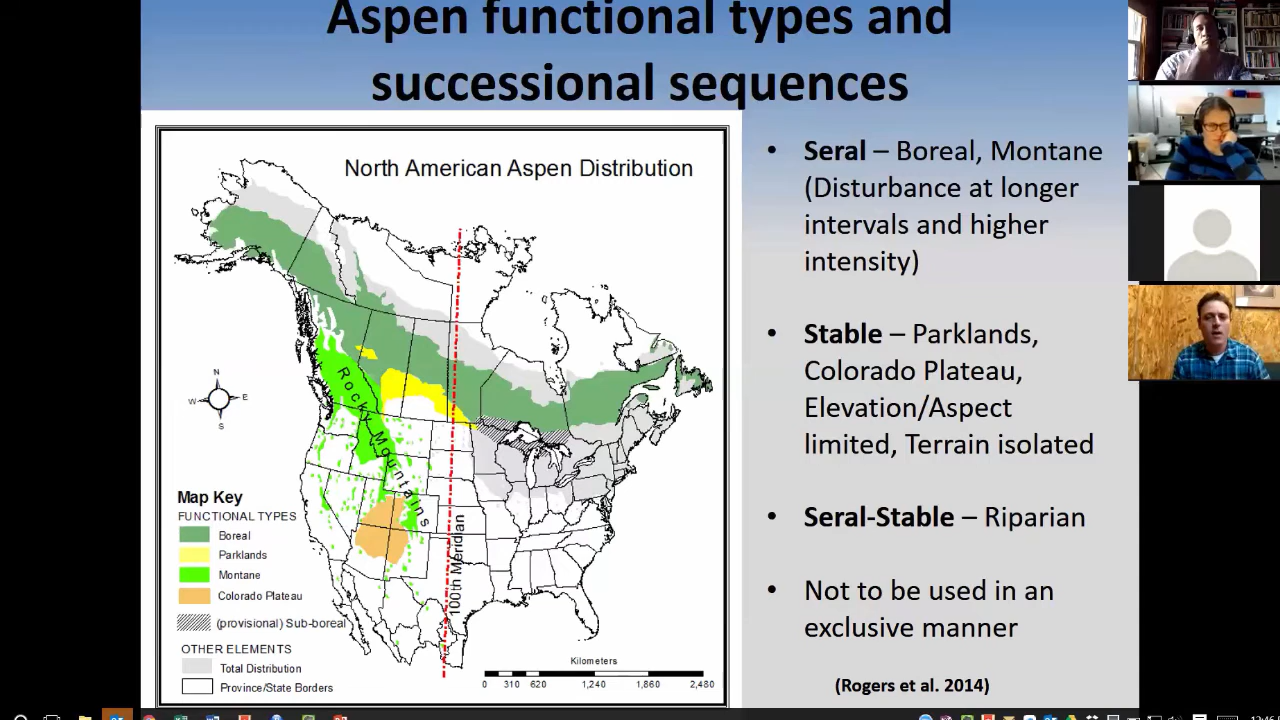 Aspen functional types and
successional sequences
North American Aspen Distribution
Rocky Mountains
100th Meridian
N
W
E
S
Map Key
FUNCTIONAL TYPES
Boreal
Parklands
Montane
Colorado Plateau
(provisional) Sub-boreal
OTHER ELEMENTS
Total Distribution
Province/State Borders
Kilometers
0 310 620 1,240 1,860 2,480
• Seral – Boreal, Montane
(Disturbance at longer
intervals and higher
intensity)
• Stable – Parklands,
Colorado Plateau,
Elevation/Aspect
limited, Terrain isolated
• Seral-Stable – Riparian
• Not to be used in an
exclusive manner
(Rogers et al. 2014)